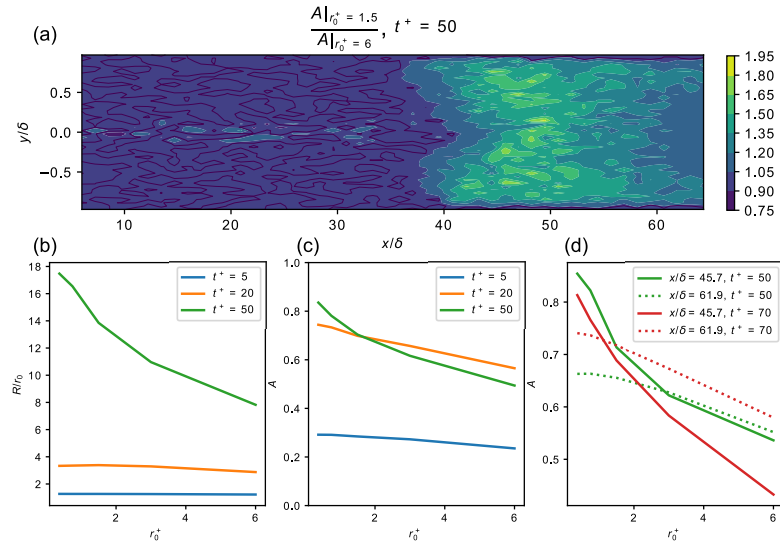 (a)
A|r₀⁺ = 1.5 / A|r₀⁺ = 6, t⁺ = 50
y/δ
0.5
0.0
−0.5
10 20 30 40 50 60
x/δ
1.95
1.80
1.65
1.50
1.35
1.20
1.05
0.90
0.75
(b)
R/r₀
18
16
14
12
10
8
6
4
2
t⁺ = 5
t⁺ = 20
t⁺ = 50
2 4 6
r₀⁺
(c)
A
1.0
0.8
0.6
0.4
0.2
0.0
t⁺ = 5
t⁺ = 20
t⁺ = 50
2 4 6
r₀⁺
(d)
A
0.8
0.7
0.6
0.5
x/δ = 45.7, t⁺ = 50
x/δ = 61.9, t⁺ = 50
x/δ = 45.7, t⁺ = 70
x/δ = 61.9, t⁺ = 70
2 4 6
r₀⁺